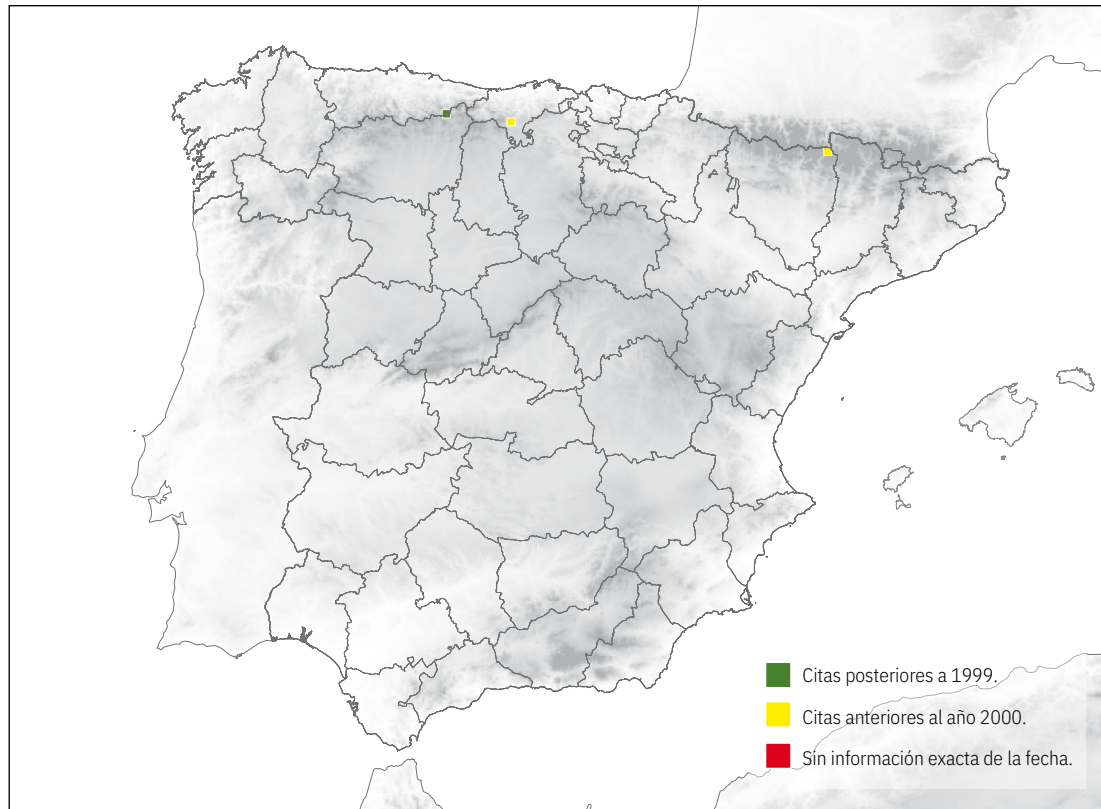 Citas posteriores a 1999.
Citas anteriores al año 2000.
Sin información exacta de la fecha.